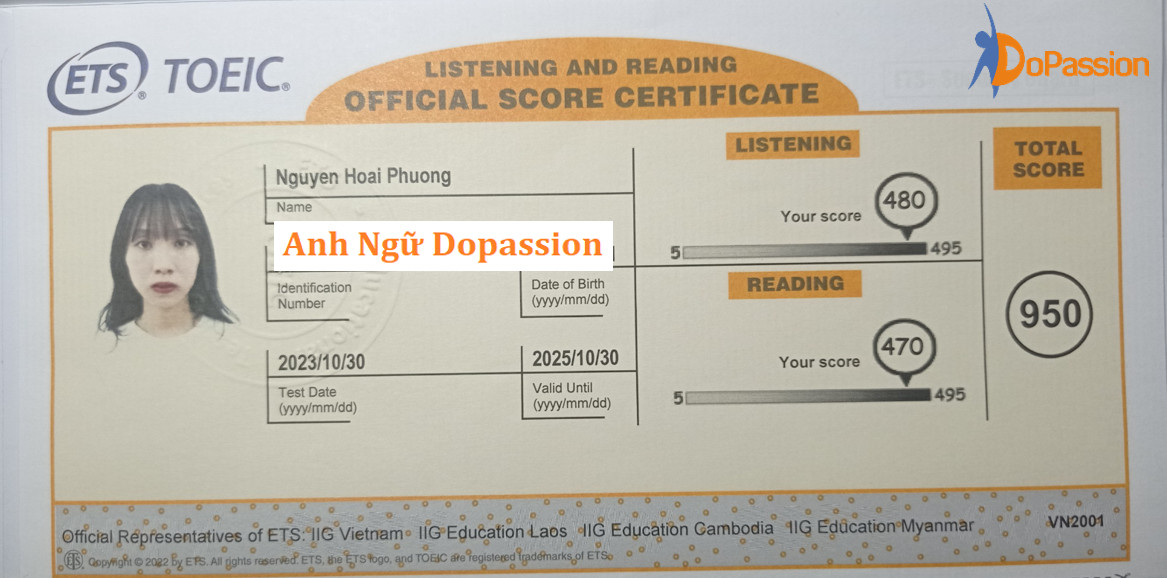 ETS® TOEIC®
LISTENING AND READING
OFFICIAL SCORE CERTIFICATE
DoPassion
Nguyen Hoai Phuong
Name
Anh Ngữ Dopassion
Identification
Number
Date of Birth
(yyyy/mm/dd)
2023/10/30
Test Date
(yyyy/mm/dd)
2025/10/30
Valid Until
(yyyy/mm/dd)
LISTENING
Your score
480
5
495
READING
Your score
470
5
495
TOTAL
SCORE
950
Official Representatives of ETS: IIG Vietnam IIG Education Laos IIG Education Cambodia IIG Education Myanmar
VN2001
ETS Copyright © 2022 by ETS. All rights reserved. ETS, the ETS logo, and TOEIC are registered trademarks of ETS.